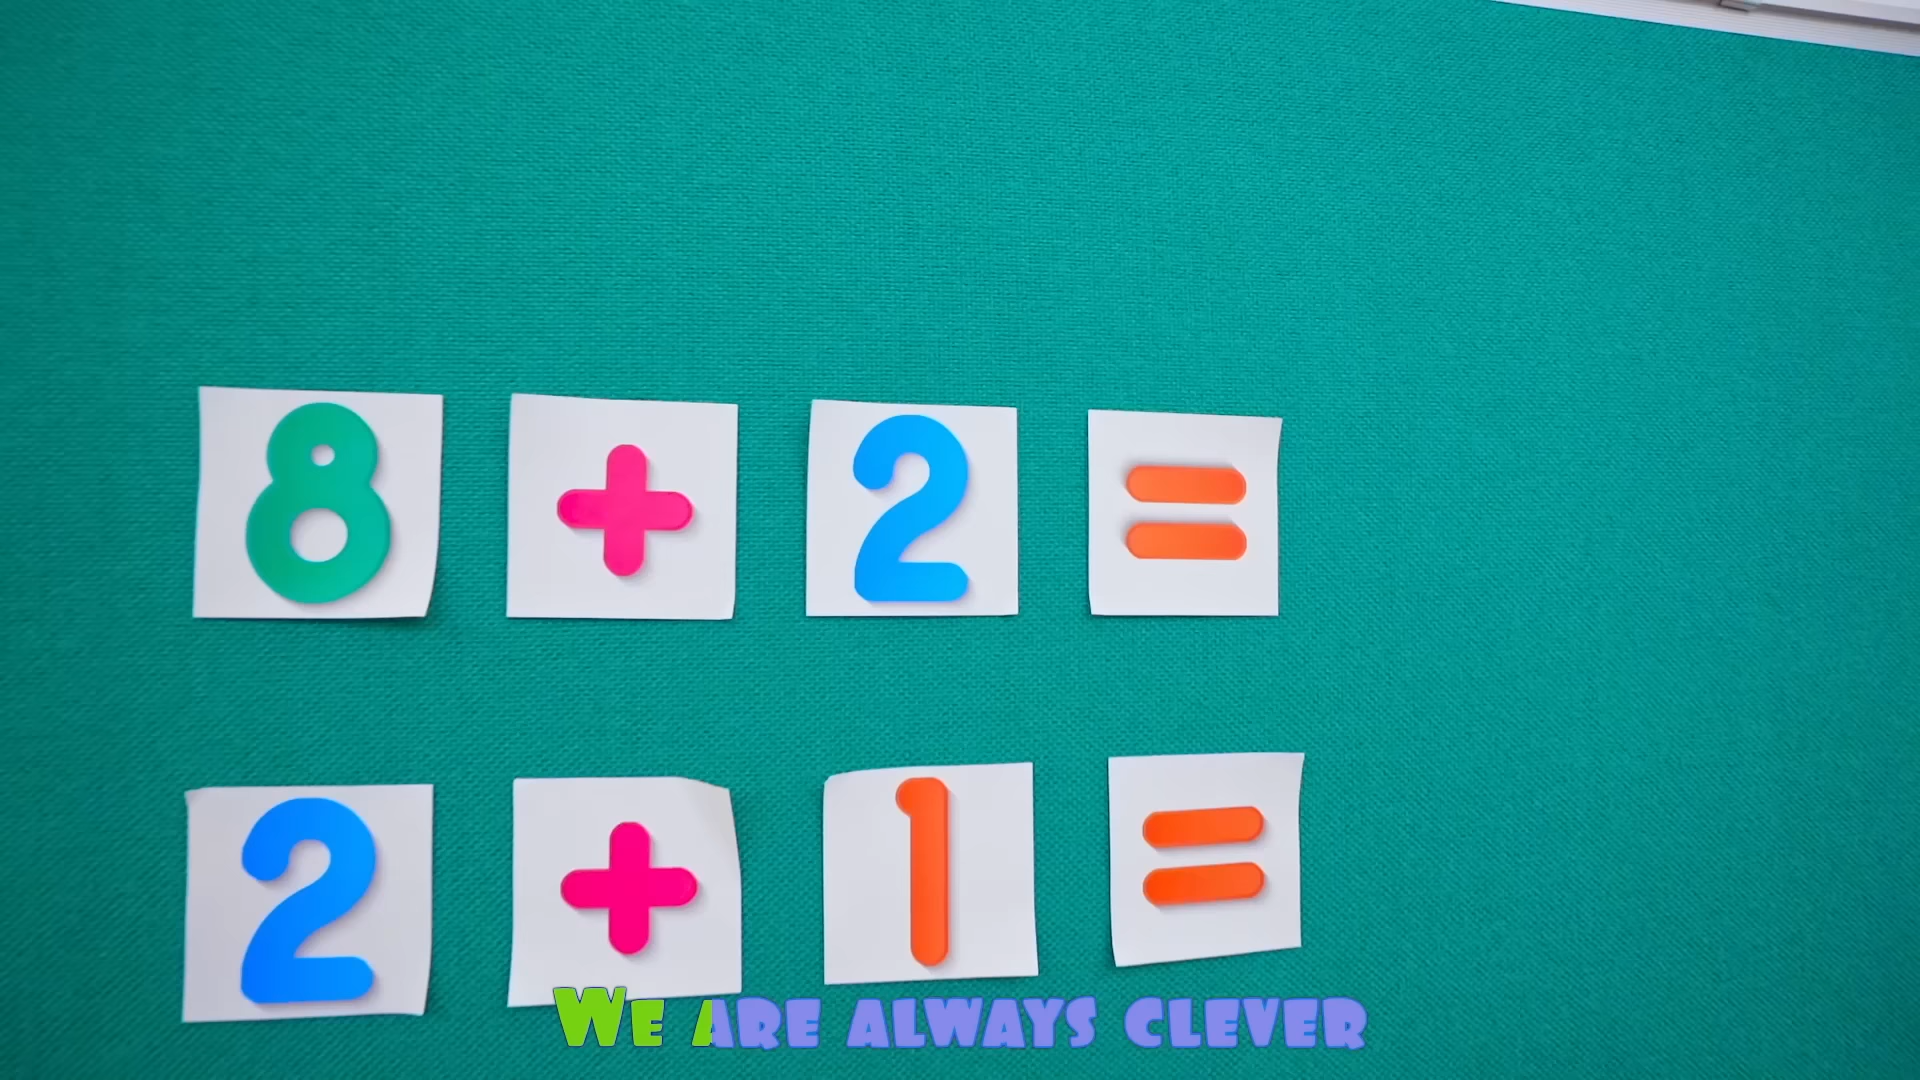 8 + 2 =
2 + 1 =
We are always clever